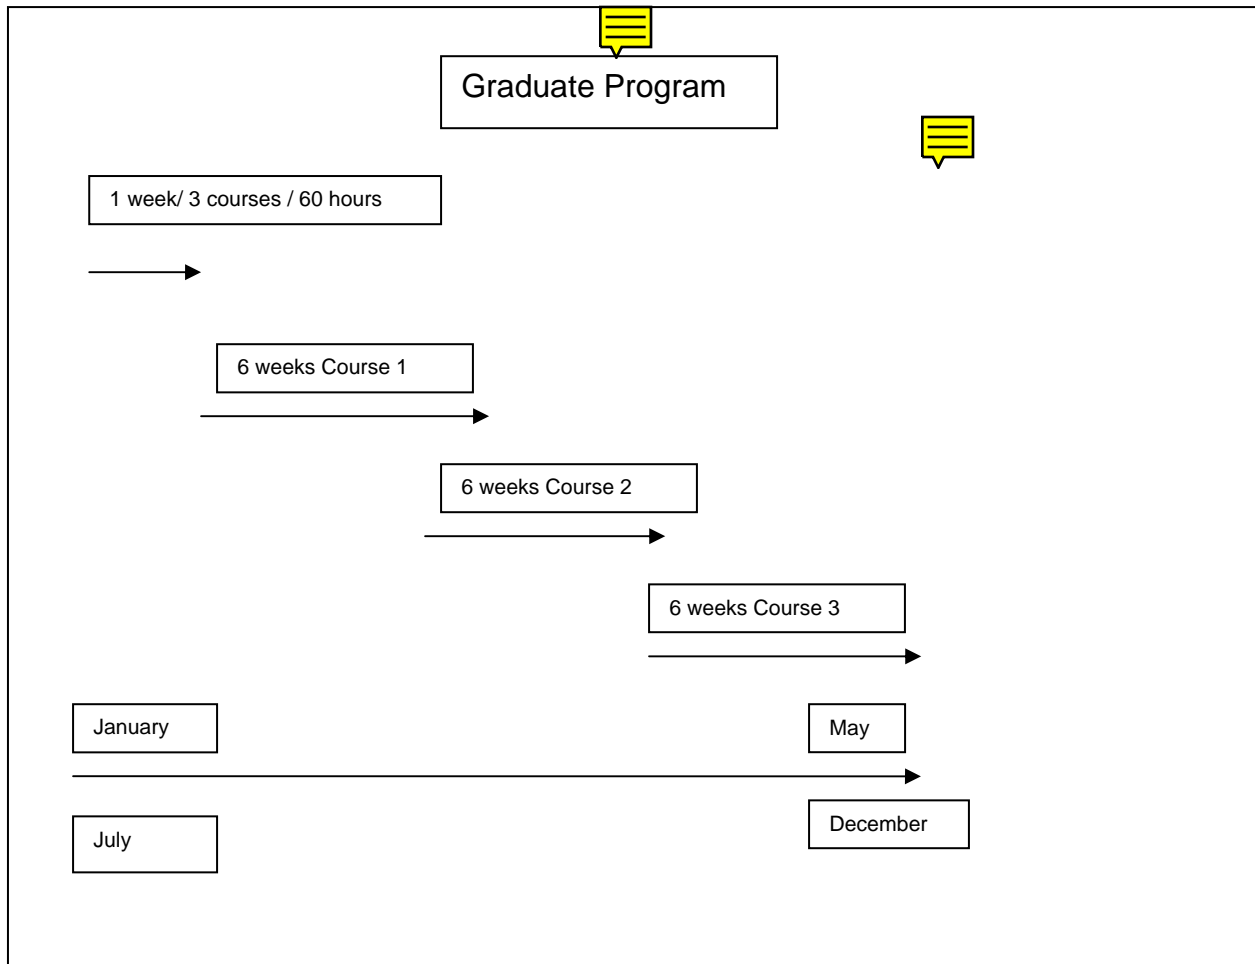 Graduate Program
1 week/ 3 courses / 60 hours
6 weeks Course 1
6 weeks Course 2
6 weeks Course 3
January
May
July
December